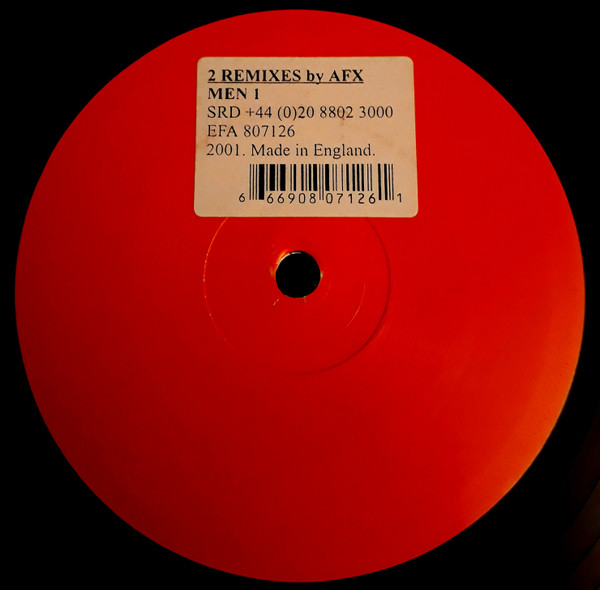 2 REMIXES by AFX
MEN 1
SRD +44 (0)20 8802 3000
EFA 807126
2001. Made in England.
6 66908 07126 1